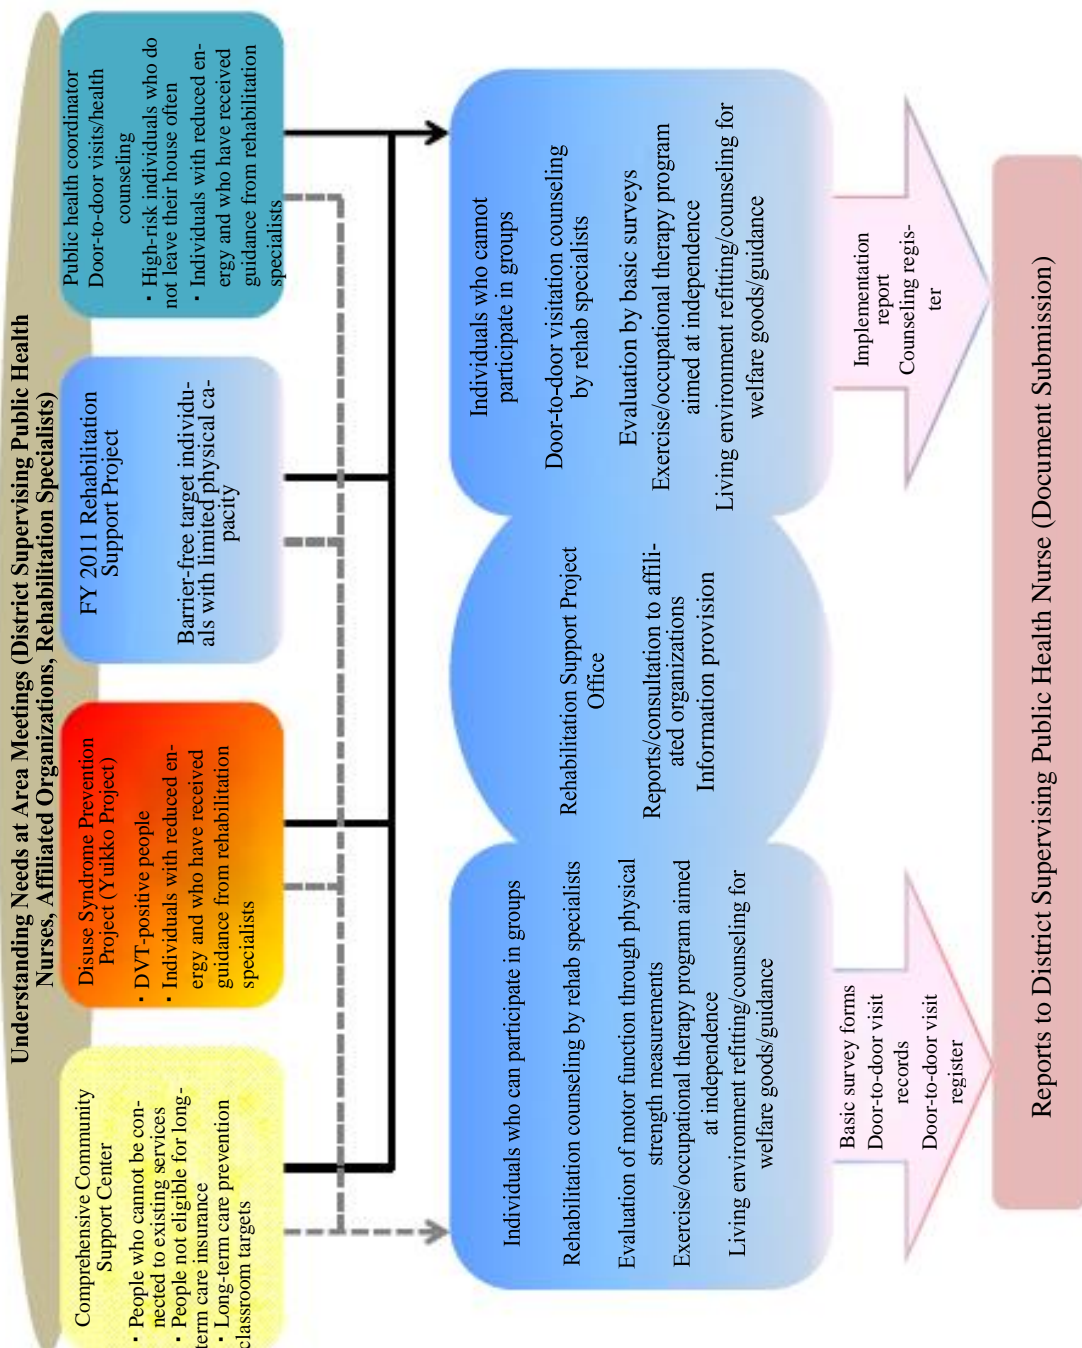 Understanding Needs at Area Meetings (District Supervising Public Health
Nurses, Affiliated Organizations, Rehabilitation Specialists)
Comprehensive Community
Support Center
・People who cannot be con-
nected to existing services
・People not eligible for long-
term care insurance
・Long-term care prevention
classroom targets
Disuse Syndrome Prevention
Project (Yuikko Project)
・DVT-positive people
・Individuals with reduced en-
ergy and who have received
guidance from rehabilitation
specialists
FY 2011 Rehabilitation
Support Project
Barrier-free target individu-
als with limited physical ca-
pacity
Public health coordinator
Door-to-door visits/health
counseling
・High-risk individuals who do
not leave their house often
・Individuals with reduced en-
ergy and who have received
guidance from rehabilitation
specialists
Individuals who can participate in groups
Rehabilitation counseling by rehab specialists
Evaluation of motor function through physical
strength measurements
Exercise/occupational therapy program aimed
at independence
Living environment refitting/counseling for
welfare goods/guidance
Rehabilitation Support Project
Office
Reports/consultation to affili-
ated organizations
Information provision
Individuals who cannot
participate in groups
Door-to-door visitation counseling
by rehab specialists
Evaluation by basic surveys
Exercise/occupational therapy program
aimed at independence
Living environment refitting/counseling for
welfare goods/guidance
Basic survey forms
Door-to-door visit
records
Door-to-door visit
register
Implementation
report
Counseling regis-
ter
Reports to District Supervising Public Health Nurse (Document Submission)